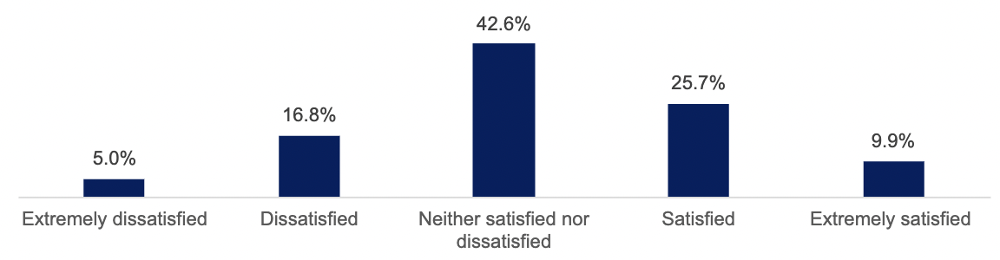 42.6%
25.7%
16.8%
9.9%
5.0%
Extremely dissatisfied
Dissatisfied
Neither satisfied nor
dissatisfied
Satisfied
Extremely satisfied